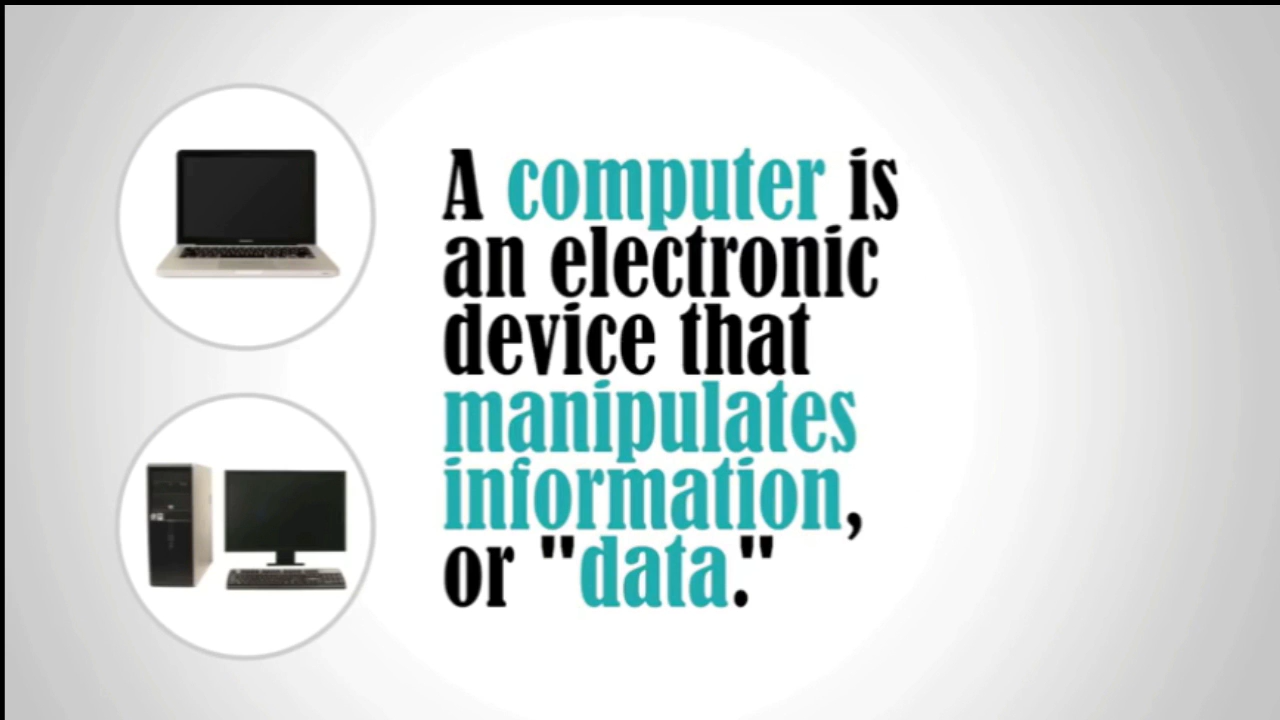 A computer is
an electronic
device that
manipulates
information,
or "data."